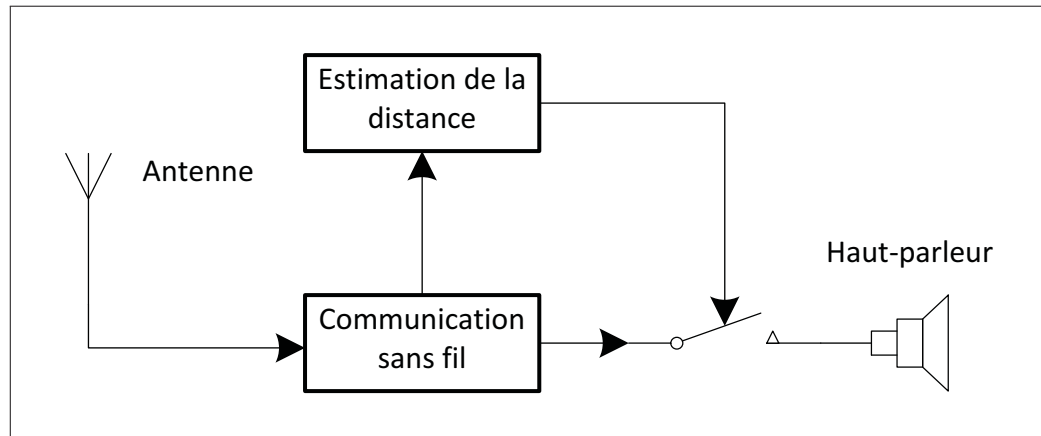 Estimation de la
distance
Antenne
Haut-parleur
Communication
sans fil